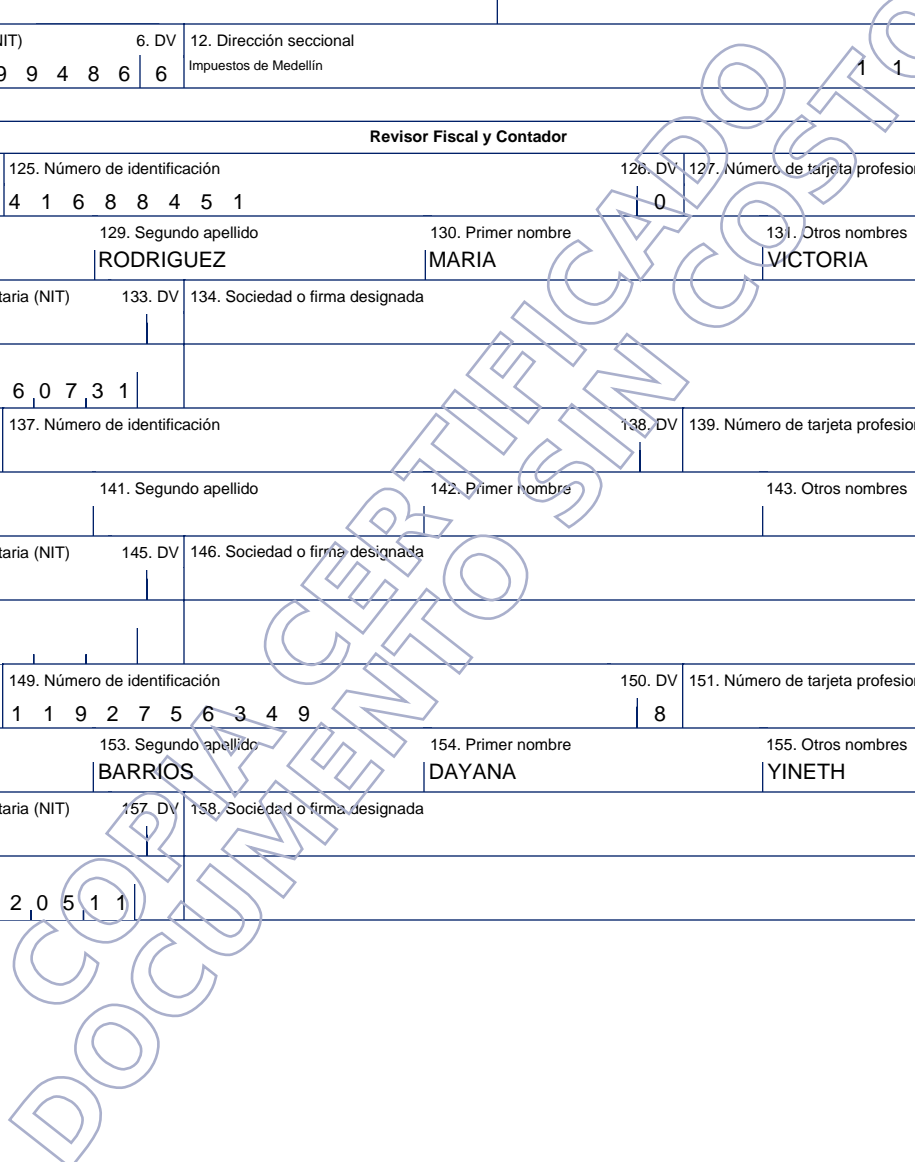 NIT) 6. DV 12. Dirección seccional
9 9 4 8 6 6 Impuestos de Medellín 1 1
Revisor Fiscal y Contador
125. Número de identificación 126. DV 127. Número de tarjeta profesion
4 1 6 8 8 4 5 1 0
129. Segundo apellido 130. Primer nombre 131. Otros nombres
RODRIGUEZ MARIA VICTORIA
taria (NIT) 133. DV 134. Sociedad o firma designada
6 0 7 3 1
137. Número de identificación 138. DV 139. Número de tarjeta profesion
141. Segundo apellido 142. Primer nombre 143. Otros nombres
taria (NIT) 145. DV 146. Sociedad o firma designada
149. Número de identificación 150. DV 151. Número de tarjeta profesion
1 1 9 2 7 5 6 3 4 9 8
153. Segundo apellido 154. Primer nombre 155. Otros nombres
BARRIOS DAYANA YINETH
taria (NIT) 157. DV 158. Sociedad o firma designada
2 0 5 1 1
COPIA CERTIFICADO
DOCUMENTO SIN COSTO